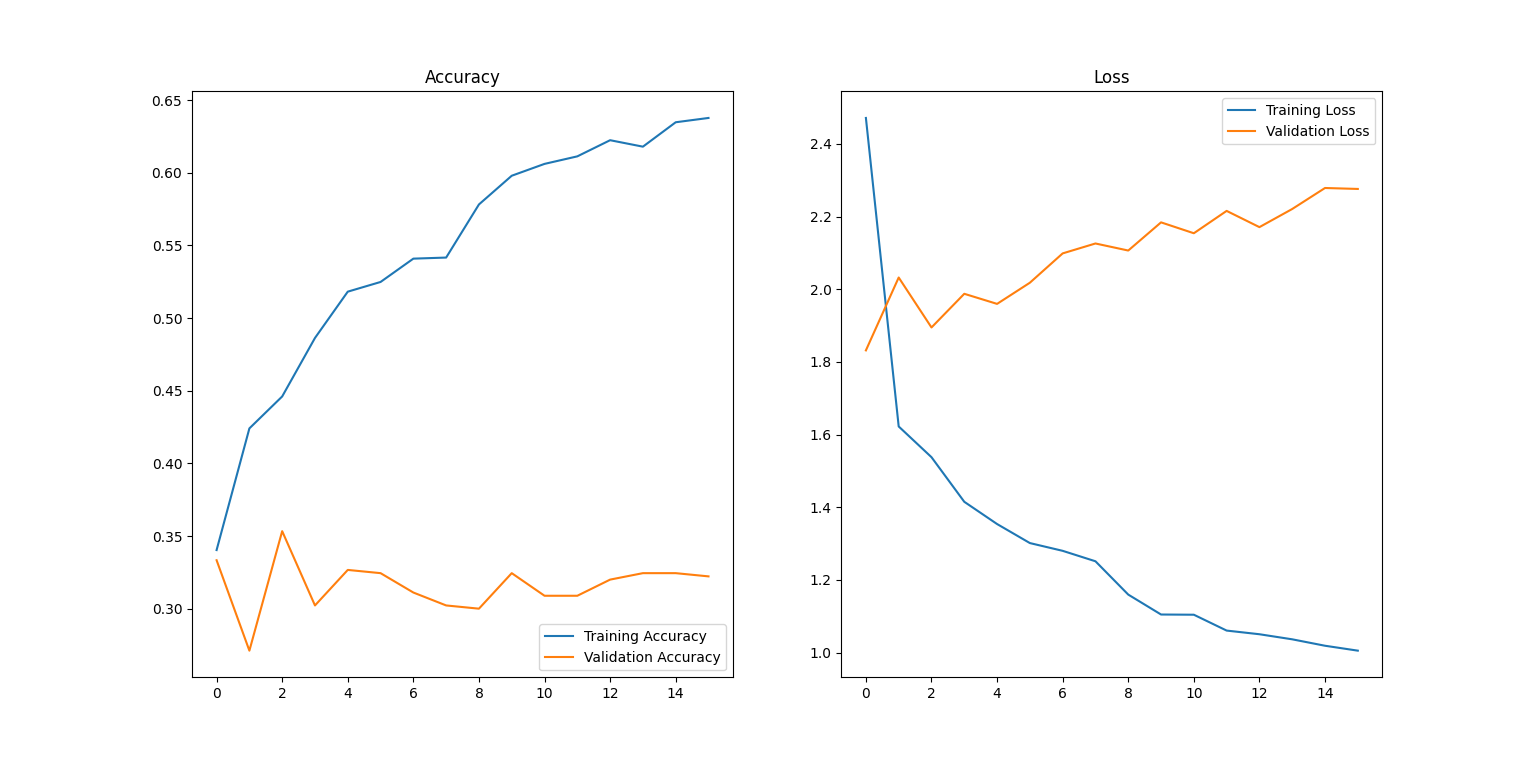 Accuracy
0.65
0.60
0.55
0.50
0.45
0.40
0.35
0.30
Training Accuracy
Validation Accuracy
0 2 4 6 8 10 12 14
Loss
Training Loss
Validation Loss
2.4
2.2
2.0
1.8
1.6
1.4
1.2
1.0
0 2 4 6 8 10 12 14